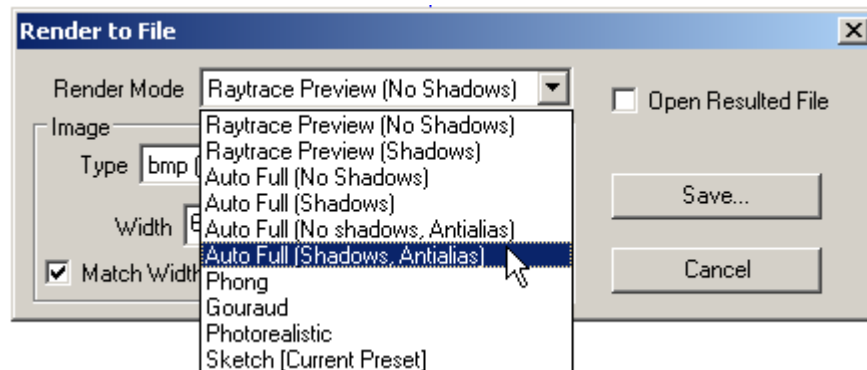 Render to File
Render Mode Raytrace Preview (No Shadows)
Open Resulted File
Raytrace Preview (No Shadows)
Raytrace Preview (Shadows)
Auto Full (No Shadows)
Auto Full (Shadows)
Auto Full (No shadows, Antialias)
Auto Full (Shadows, Antialias)
Phong
Gouraud
Photorealistic
Sketch [Current Preset]
Image
Type bmp (
Width
Match Width
Save...
Cancel